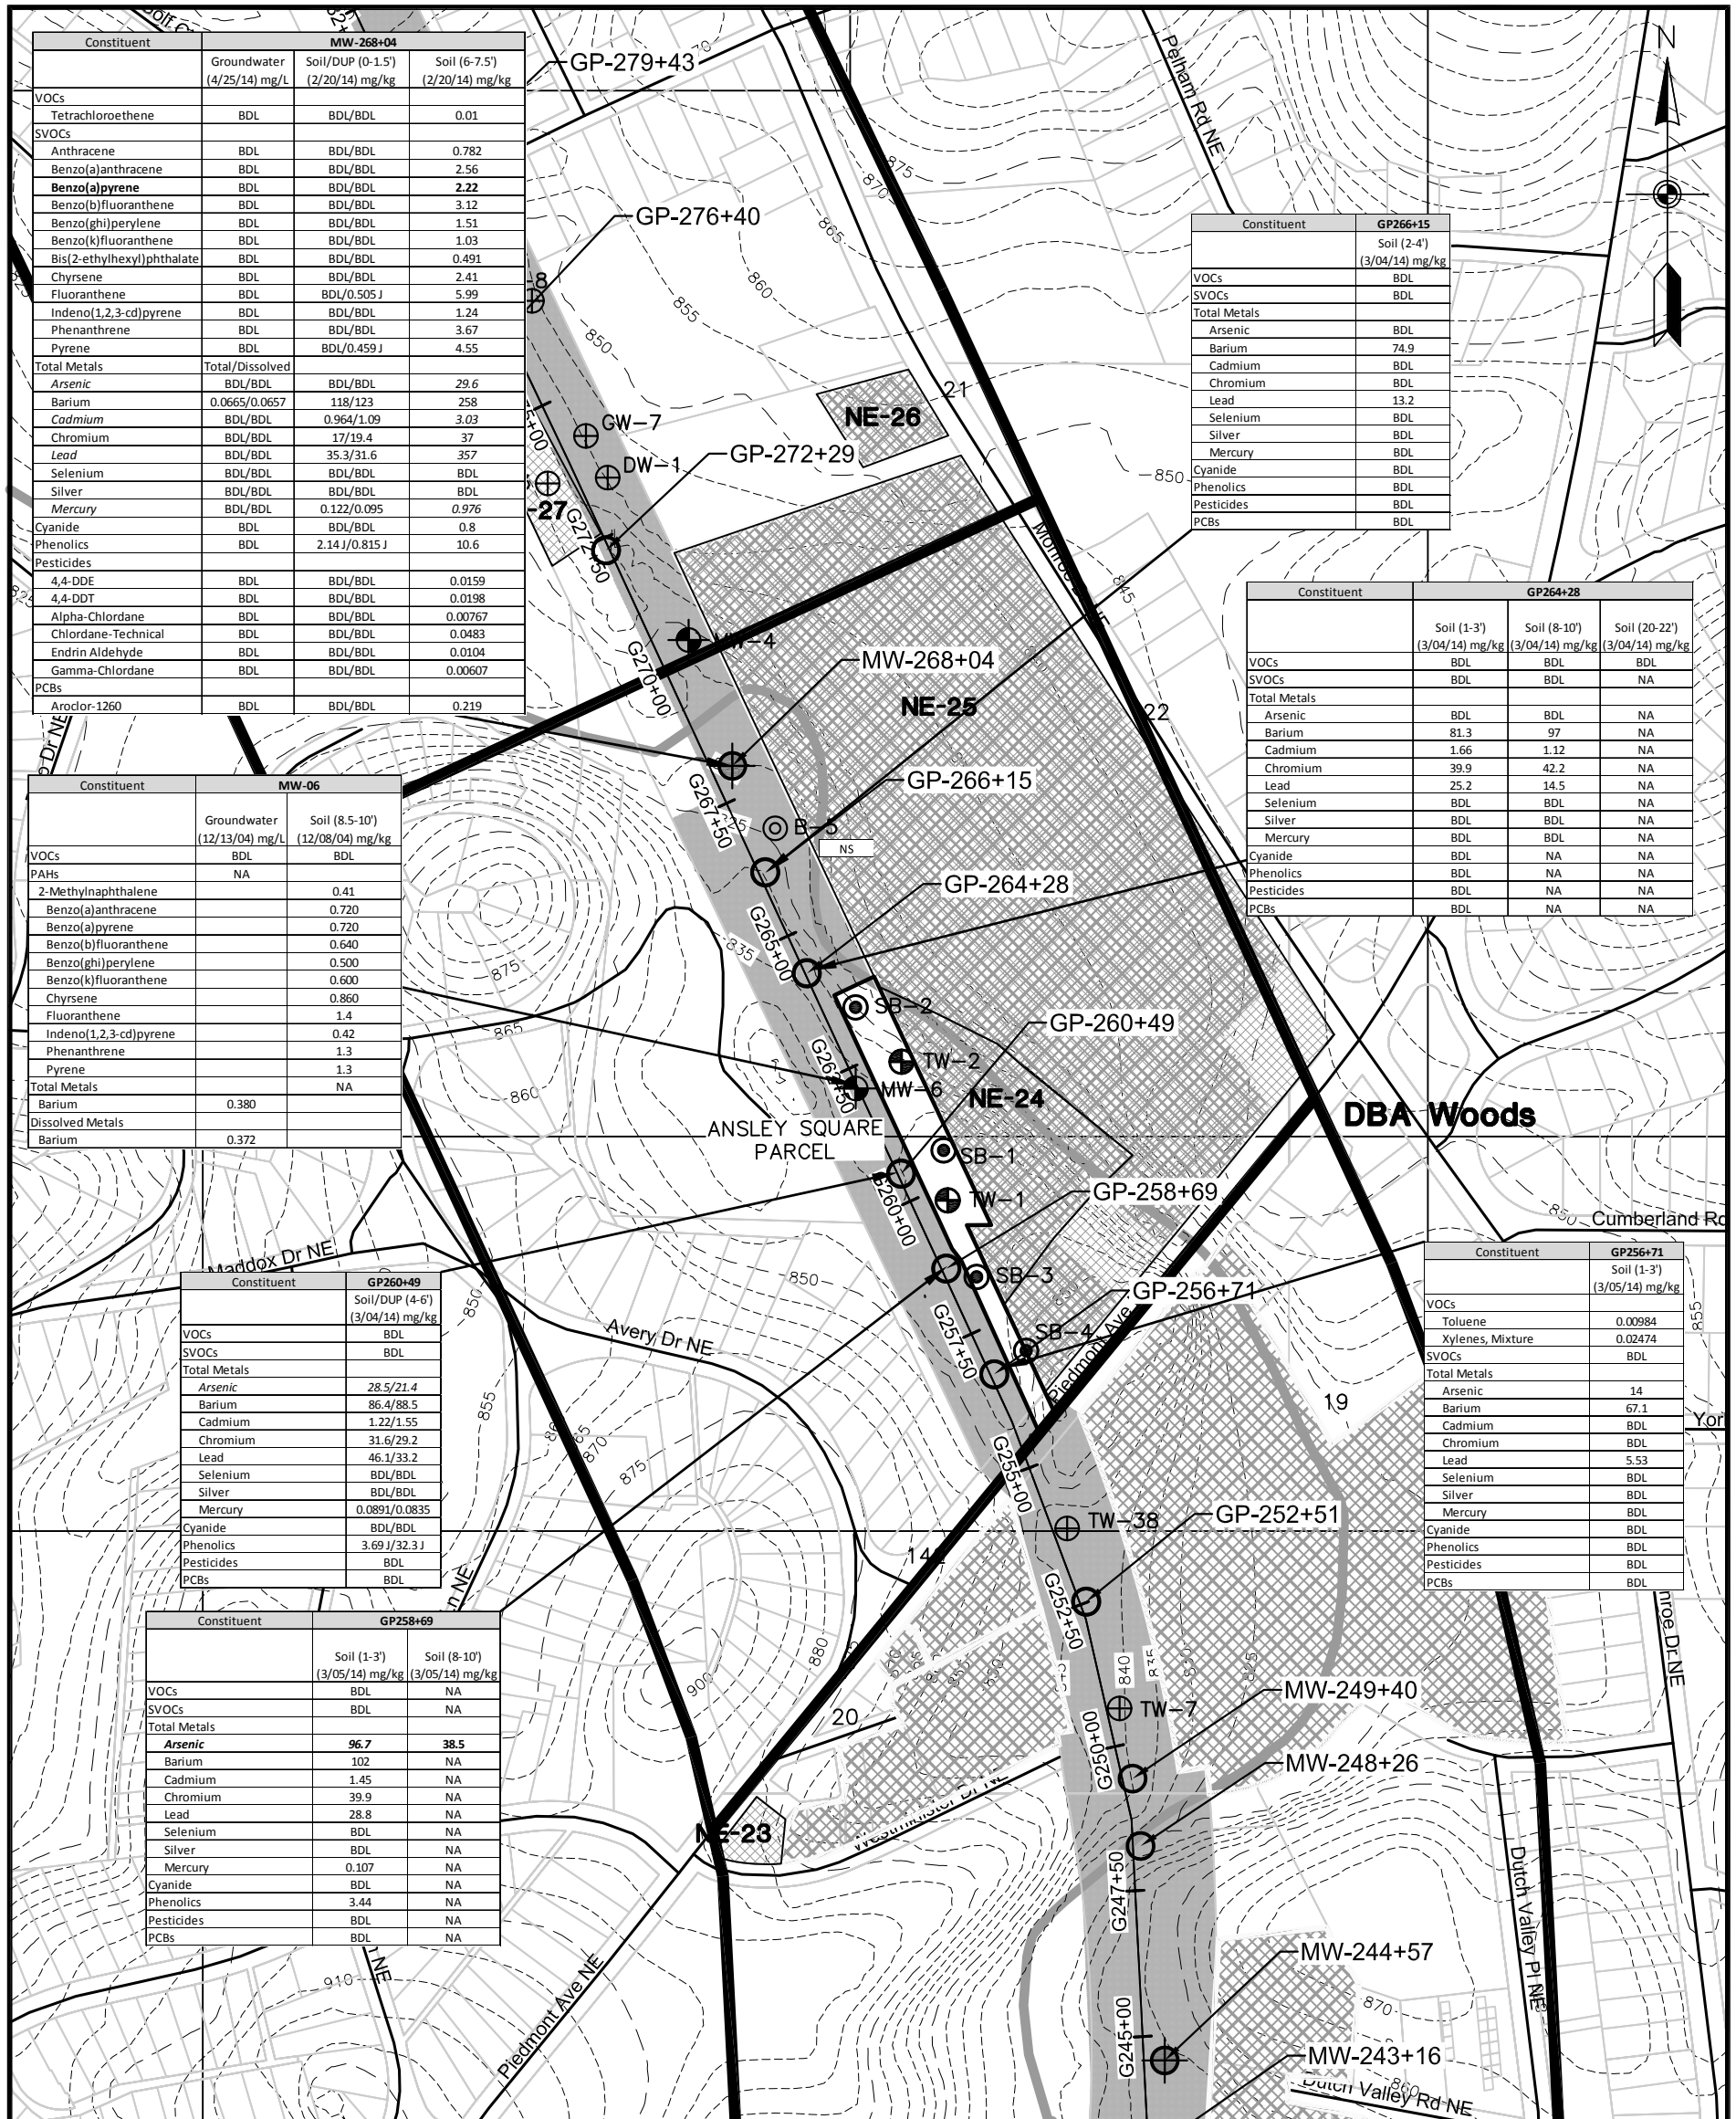 Constituent MW-268+04
Groundwater (4/25/14) mg/L Soil/DUP (0-1.5') (2/20/14) mg/kg Soil (6-7.5') (2/20/14) mg/kg
VOCs
Tetrachloroethene BDL BDL/BDL 0.01
SVOCs
Anthracene BDL BDL/BDL 0.782
Benzo(a)anthracene BDL BDL/BDL 2.56
Benzo(a)pyrene BDL BDL/BDL 2.22
Benzo(b)fluoranthene BDL BDL/BDL 3.12
Benzo(ghi)perylene BDL BDL/BDL 1.51
Benzo(k)fluoranthene BDL BDL/BDL 1.03
Bis(2-ethylhexyl)phthalate BDL BDL/BDL 0.491
Chyrsene BDL BDL/BDL 2.41
Fluoranthene BDL BDL/0.505 J 5.99
Indeno(1,2,3-cd)pyrene BDL BDL/BDL 1.24
Phenanthrene BDL BDL/BDL 3.67
Pyrene BDL BDL/0.459 J 4.55
Total Metals Total/Dissolved
Arsenic BDL/BDL BDL/BDL 29.6
Barium 0.0665/0.0657 118/123 258
Cadmium BDL/BDL 0.964/1.09 3.03
Chromium BDL/BDL 17/19.4 37
Lead BDL/BDL 35.3/31.6 357
Selenium BDL/BDL BDL/BDL BDL
Silver BDL/BDL BDL/BDL BDL
Mercury BDL/BDL 0.122/0.095 0.976
Cyanide BDL BDL/BDL 0.8
Phenolics BDL 2.14 J/0.815 J 10.6
Pesticides
4,4-DDE BDL BDL/BDL 0.0159
4,4-DDT BDL BDL/BDL 0.0198
Alpha-Chlordane BDL BDL/BDL 0.00767
Chlordane-Technical BDL BDL/BDL 0.0483
Endrin Aldehyde BDL BDL/BDL 0.0104
Gamma-Chlordane BDL BDL/BDL 0.00607
PCBs
Aroclor-1260 BDL BDL/BDL 0.219
GP-279+43
Pelham Rd NE
N
GP-276+40
875
870
865
860
855
850
Constituent GP266+15
Soil (2-4')
(3/04/14) mg/kg
VOCs BDL
SVOCs BDL
Total Metals
Arsenic BDL
Barium 74.9
Cadmium BDL
Chromium BDL
Lead 13.2
Selenium BDL
Silver BDL
Mercury BDL
Cyanide BDL
Phenolics BDL
Pesticides BDL
PCBs BDL
21
NE-26
GW-7
DW-1
GP-272+29
850
-27
G272+50
845
MW-4
G270+00
MW-268+04
NE-25
22
Constituent GP264+28
Soil (1-3') (3/04/14) mg/kg Soil (8-10') (3/04/14) mg/kg Soil (20-22') (3/04/14) mg/kg
VOCs BDL BDL BDL
SVOCs BDL BDL NA
Total Metals
Arsenic BDL BDL NA
Barium 81.3 97 NA
Cadmium 1.66 1.12 NA
Chromium 39.9 42.2 NA
Lead 25.2 14.5 NA
Selenium BDL BDL NA
Silver BDL BDL NA
Mercury BDL BDL NA
Cyanide BDL NA NA
Phenolics BDL NA NA
Pesticides BDL NA NA
PCBs BDL NA NA
Constituent MW-06
Groundwater (12/13/04) mg/L Soil (8.5-10') (12/08/04) mg/kg
VOCs BDL BDL
PAHs NA
2-Methylnaphthalene 0.41
Benzo(a)anthracene 0.720
Benzo(a)pyrene 0.720
Benzo(b)fluoranthene 0.640
Benzo(ghi)perylene 0.500
Benzo(k)fluoranthene 0.600
Chyrsene 0.860
Fluoranthene 1.4
Indeno(1,2,3-cd)pyrene 0.42
Phenanthrene 1.3
Pyrene 1.3
Total Metals NA
Barium 0.380
Dissolved Metals
Barium 0.372
GP-266+15
G267+50
B-5
NS
GP-264+28
G265+00
835
875
865
860
SB-2
GP-260+49
TW-2
G262+50
MW-6
NE-24
DBA Woods
ANSLEY SQUARE
PARCEL
SB-1
TW-1
G260+00
GP-258+69
850
Cumberland Rd
Maddox Dr NE
850
850
SB-3
GP-256+71
G257+50
SB-4
Avery Dr NE
Piedmont Ave
Constituent GP260+49
Soil/DUP (4-6')
(3/04/14) mg/kg
VOCs BDL
SVOCs BDL
Total Metals
Arsenic 28.5/21.4
Barium 86.4/88.5
Cadmium 1.22/1.55
Chromium 31.6/29.2
Lead 46.1/33.2
Selenium BDL/BDL
Silver BDL/BDL
Mercury 0.0891/0.0835
Cyanide BDL/BDL
Phenolics 3.69 J/32.3 J
Pesticides BDL
PCBs BDL
Constituent GP256+71
Soil (1-3')
(3/05/14) mg/kg
VOCs
Toluene 0.00984
Xylenes, Mixture 0.02474
SVOCs BDL
Total Metals
Arsenic 14
Barium 67.1
Cadmium BDL
Chromium BDL
Lead 5.53
Selenium BDL
Silver BDL
Mercury BDL
Cyanide BDL
Phenolics BDL
Pesticides BDL
PCBs BDL
855
855
870
875
19
G255+00
TW-38
GP-252+51
G252+50
880
900
840
825
TW-7
20
G250+00
MW-249+40
MW-248+26
Westminster Dr NE
NE-23
G247+50
Dutch Valley Pl NE
Constituent GP258+69
Soil (1-3') (3/05/14) mg/kg Soil (8-10') (3/05/14) mg/kg
VOCs BDL NA
SVOCs BDL NA
Total Metals
Arsenic 96.7 38.5
Barium 102 NA
Cadmium 1.45 NA
Chromium 39.9 NA
Lead 28.8 NA
Selenium BDL NA
Silver BDL NA
Mercury 0.107 NA
Cyanide BDL NA
Phenolics 3.44 NA
Pesticides BDL NA
PCBs BDL NA
910
Piedmont Ave NE
MW-244+57
G245+00
870
MW-243+16
860
Dutch Valley Rd NE